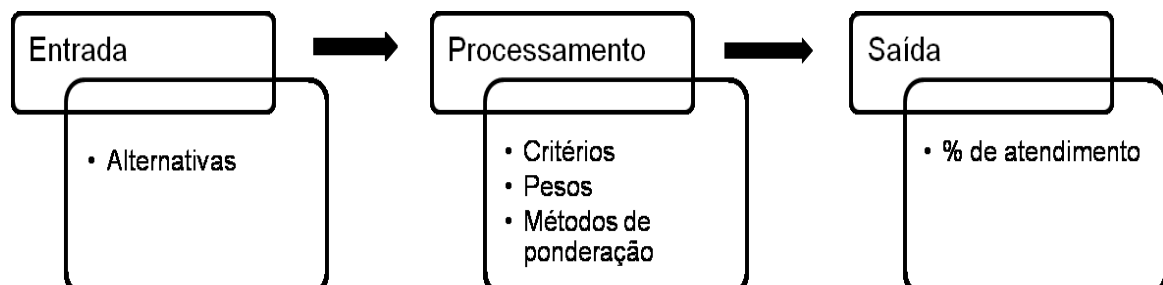 Entrada
• Alternativas
Processamento
• Critérios
• Pesos
• Métodos de
ponderação
Saída
• % de atendimento